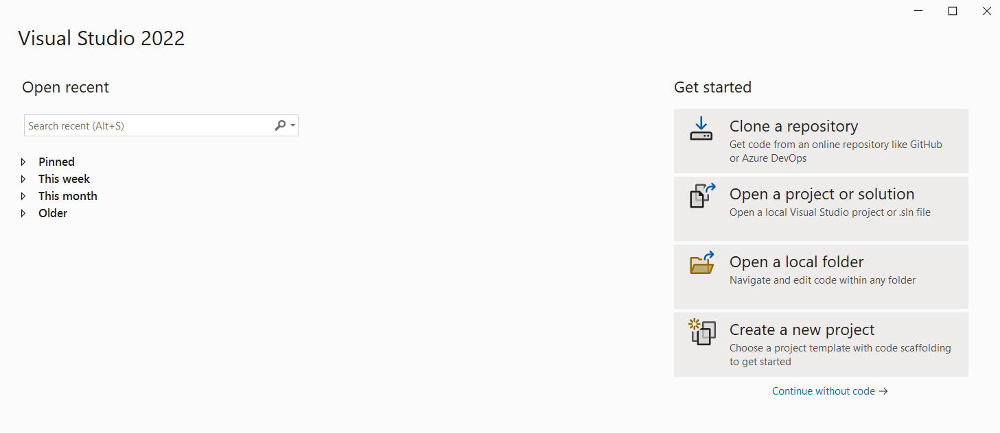 Visual Studio 2022
Open recent
Search recent (Alt+S)
Pinned
This week
This month
Older
Get started
Clone a repository
Get code from an online repository like GitHub
or Azure DevOps
Open a project or solution
Open a local Visual Studio project or .sln file
Open a local folder
Navigate and edit code within any folder
Create a new project
Choose a project template with code scaffolding
to get started
Continue without code →